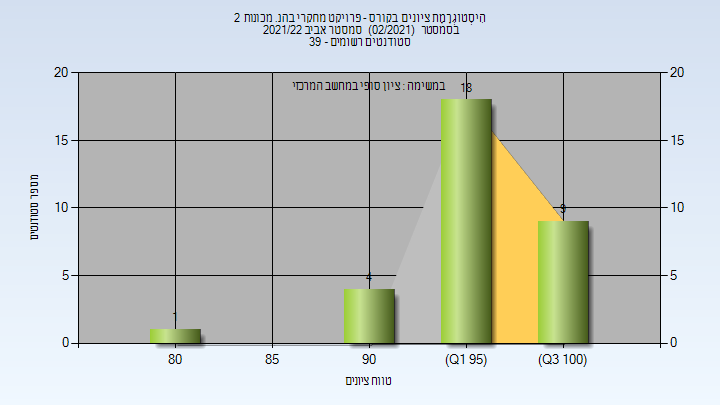 היסטוגרמת ציונים בקורס - פרויקט מחקרי בהנ. מכונות 2
בסמסטר (02/2021) סמסטר אביב 2021/22
סטודנטים רשומים - 39
במשימה : ציון סופי במחשב המרכזי
20 20
15 15
10 10
5 5
0 0
1
4
18
9
80 85 90 (Q1 95) (Q3 100)
מספר סטודנטים
טווח ציונים